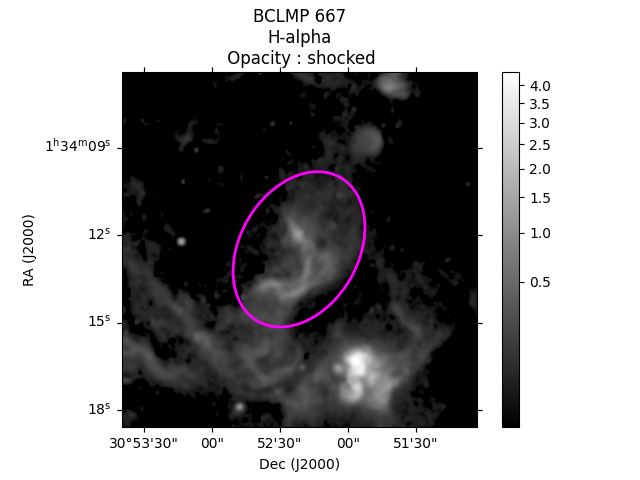 BCLMP 667
H-alpha
Opacity : shocked
1ʰ34ᵐ09ˢ
12ˢ
15ˢ
18ˢ
RA (J2000)
30°53'30" 00" 52'30" 00" 51'30"
Dec (J2000)
4.0
3.5
3.0
2.5
2.0
1.5
1.0
0.5